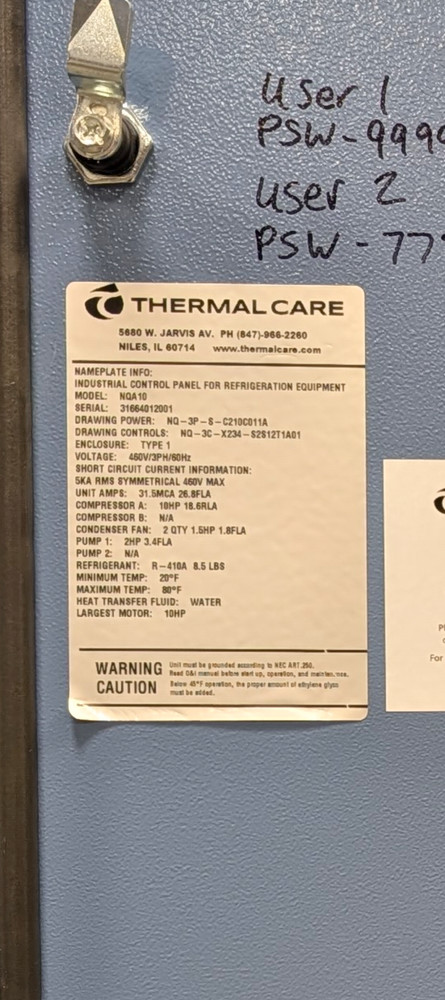 User 1
PSW-999
User 2
PSW-77
THERMALCARE
5680 W. JARVIS AV. PH (847)-966-2260
NILES, IL 60714 www.thermalcare.com
NAMEPLATE INFO:
INDUSTRIAL CONTROL PANEL FOR REFRIGERATION EQUIPMENT
MODEL: NQA10
SERIAL: 31664012001
DRAWING POWER: NQ-3P-S-C210C011A
DRAWING CONTROLS: NQ-3C-X234-S2S12T1A01
ENCLOSURE: TYPE 1
VOLTAGE: 460V/3PH/60Hz
SHORT CIRCUIT CURRENT INFORMATION:
5KA RMS SYMMETRICAL 460V MAX
UNIT AMPS: 31.5MCA 26.8FLA
COMPRESSOR A: 10HP 18.6RLA
COMPRESSOR B: N/A
CONDENSER FAN: 2 QTY 1.5HP 1.8FLA
PUMP 1: 2HP 3.4FLA
PUMP 2: N/A
REFRIGERANT: R-410A 8.5 LBS
MINIMUM TEMP: 20°F
MAXIMUM TEMP: 80°F
HEAT TRANSFER FLUID: WATER
LARGEST MOTOR: 10HP
WARNING Unit must be grounded according to NEC ART.250.
Read O&I manual before start up, operation, and maintenance.
CAUTION Below 45°F operation, the proper amount of ethylene glycol
must be added.
For